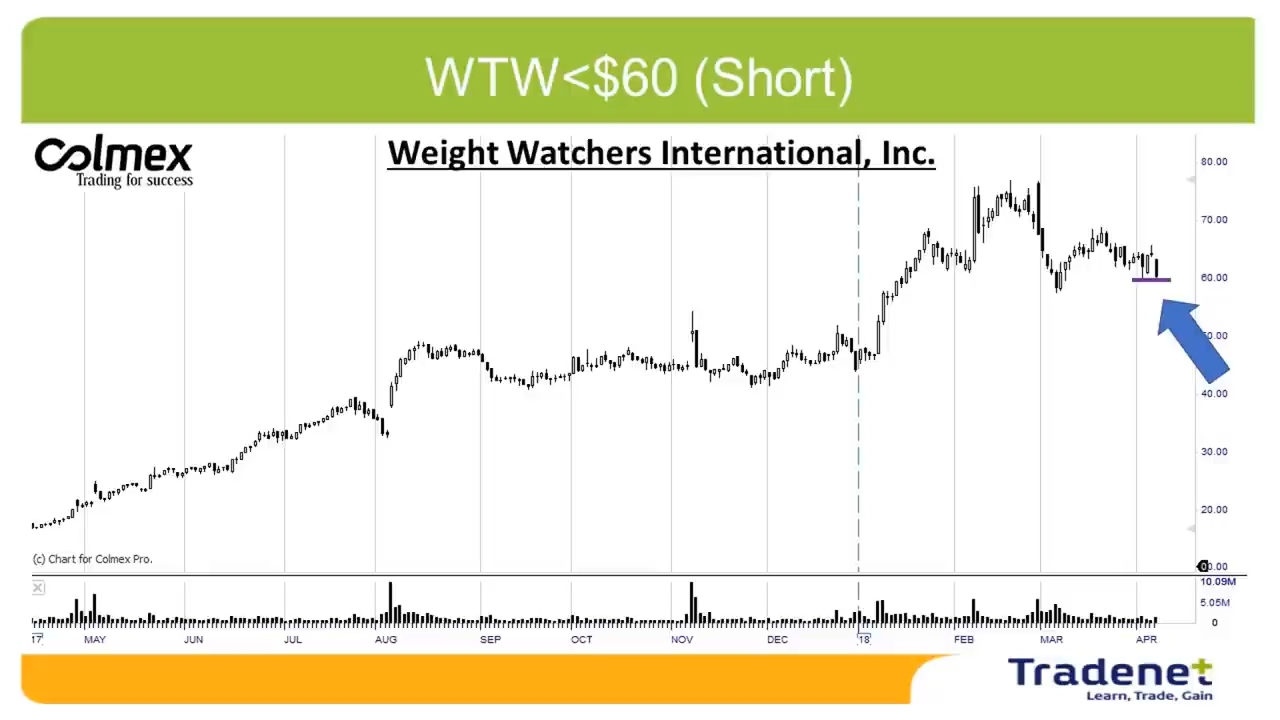 WTW<$60 (Short)
Colmex
Trading for success
Weight Watchers International, Inc.
80.00
70.00
60.00
50.00
40.00
30.00
20.00
0.00
(c) Chart for Colmex Pro.
10.09M
5.05M
0
17 MAY JUN JUL AUG SEP OCT NOV DEC 18 FEB MAR APR
Tradenet
Learn, Trade, Gain